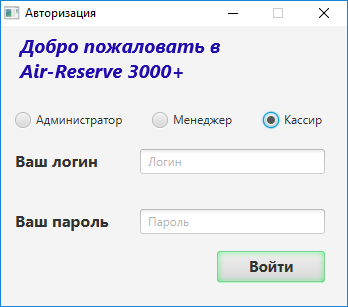 Авторизация
Добро пожаловать в
Air-Reserve 3000+
Администратор Менеджер Кассир
Ваш логин Логин
Ваш пароль Пароль
Войти